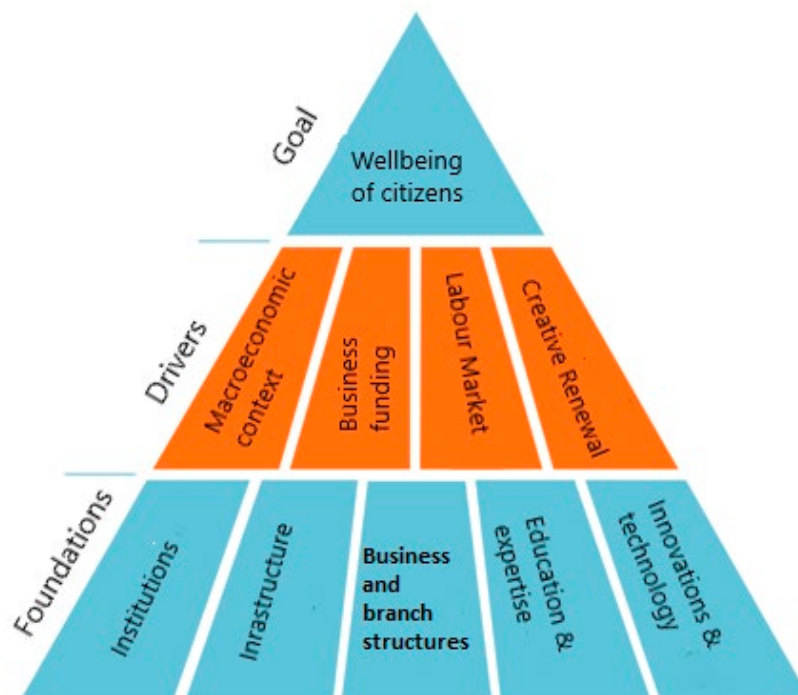 Goal
Wellbeing
of citizens
Drivers
Macroeconomic
context
Business
funding
Labour Market
Creative Renewal
Foundations
Institutions
Inrastructure
Business
and
branch
structures
Education &
expertise
Innovations &
technology